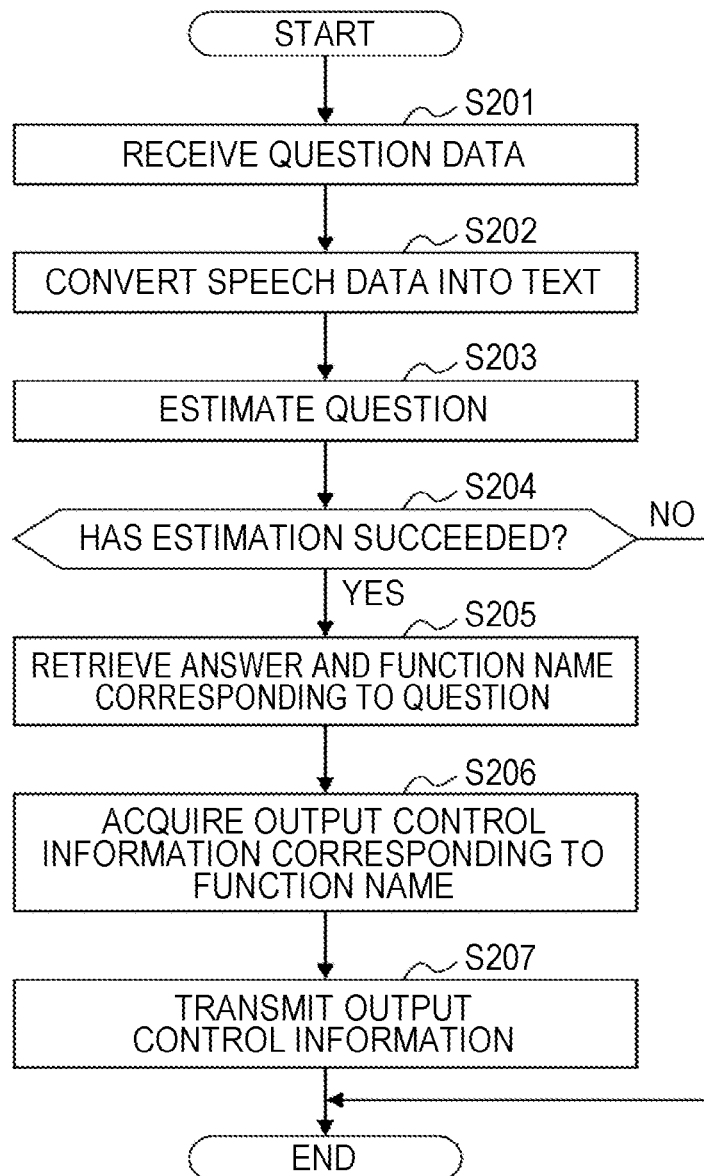 START
S201
RECEIVE QUESTION DATA
S202
CONVERT SPEECH DATA INTO TEXT
S203
ESTIMATE QUESTION
S204
HAS ESTIMATION SUCCEEDED?
NO
YES
S205
RETRIEVE ANSWER AND FUNCTION NAME
CORRESPONDING TO QUESTION
S206
ACQUIRE OUTPUT CONTROL
INFORMATION CORRESPONDING TO
FUNCTION NAME
S207
TRANSMIT OUTPUT
CONTROL INFORMATION
END